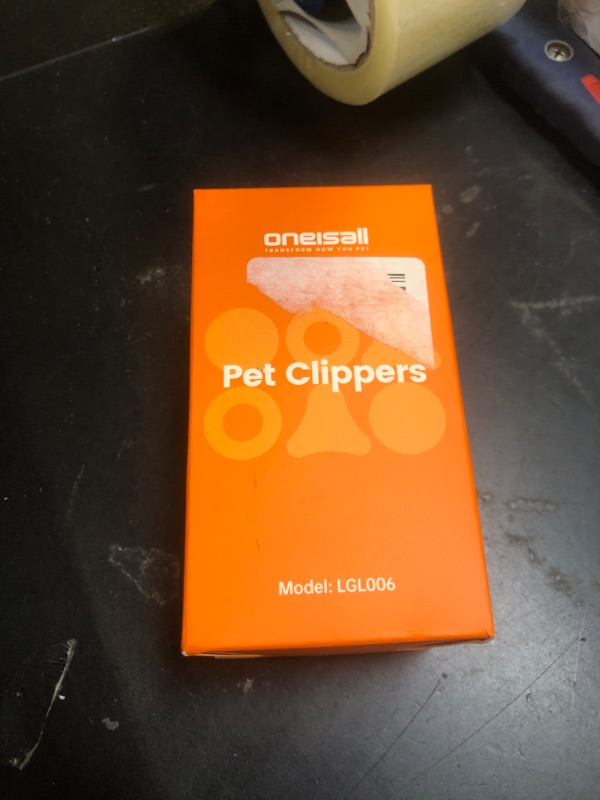 oneisall
TRANSFORM HOW YOU PET
Pet Clippers
Model: LGL006